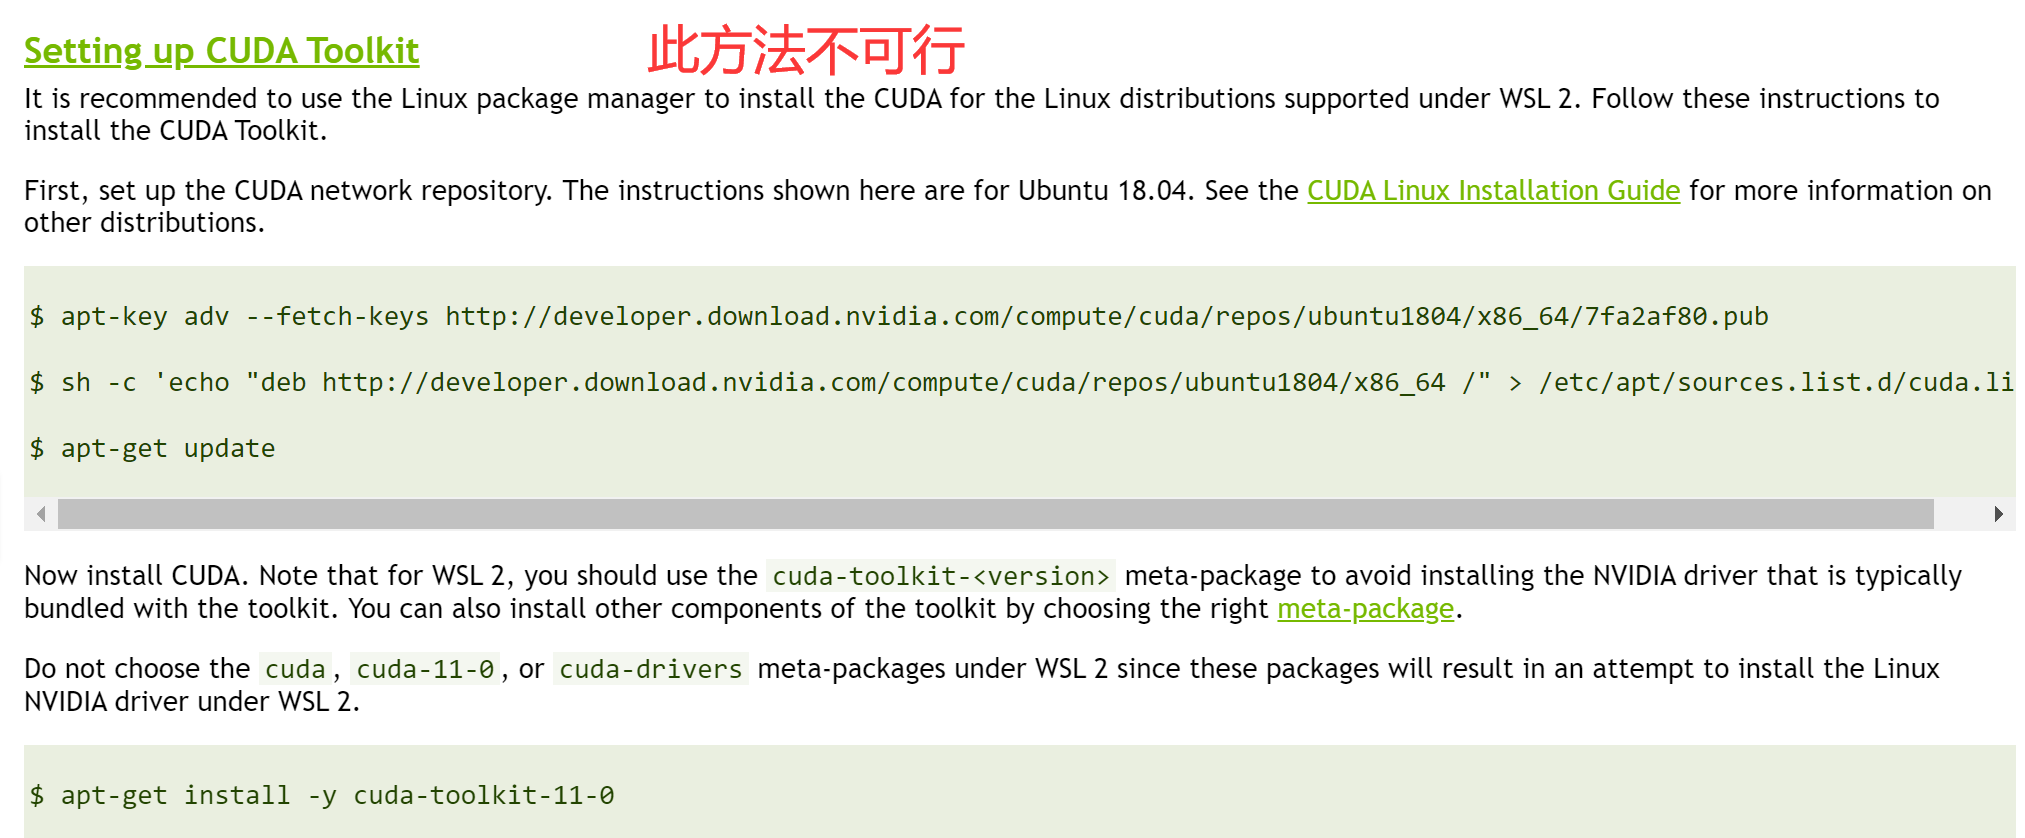 Setting up CUDA Toolkit
此方法不可行
It is recommended to use the Linux package manager to install the CUDA for the Linux distributions supported under WSL 2. Follow these instructions to
install the CUDA Toolkit.
First, set up the CUDA network repository. The instructions shown here are for Ubuntu 18.04. See the CUDA Linux Installation Guide for more information on
other distributions.
$ apt-key adv --fetch-keys http://developer.download.nvidia.com/compute/cuda/repos/ubuntu1804/x86_64/7fa2af80.pub
$ sh -c 'echo "deb http://developer.download.nvidia.com/compute/cuda/repos/ubuntu1804/x86_64 /" > /etc/apt/sources.list.d/cuda.li
$ apt-get update
Now install CUDA. Note that for WSL 2, you should use the cuda-toolkit-<version> meta-package to avoid installing the NVIDIA driver that is typically
bundled with the toolkit. You can also install other components of the toolkit by choosing the right meta-package.
Do not choose the cuda, cuda-11-0, or cuda-drivers meta-packages under WSL 2 since these packages will result in an attempt to install the Linux
NVIDIA driver under WSL 2.
$ apt-get install -y cuda-toolkit-11-0